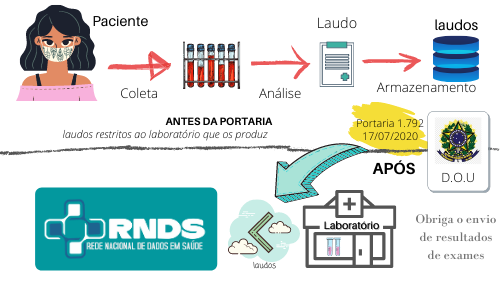 Paciente
Laudo
laudos
Coleta
Análise
Armazenamento
ANTES DA PORTARIA
laudos restritos ao laboratório que os produz
Portaria 1.792
17/07/2020
APÓS
D.O.U
RNDS
REDE NACIONAL DE DADOS EM SAÚDE
laudos
Laboratório
Obriga o envio
de resultados
de exames